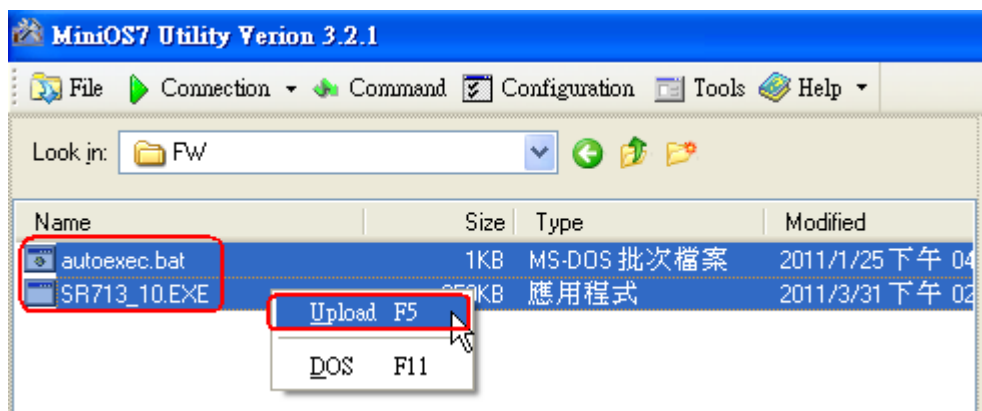 MiniOS7 Utility Verion 3.2.1
File Connection Command Configuration Tools Help
Look in: FW
Name Size Type Modified
autoexec.bat 1KB MS-DOS 批次檔案 2011/1/25 下午 04
SR713_10.EXE 應用程式 2011/3/31 下午 02
Upload F5
DOS F11